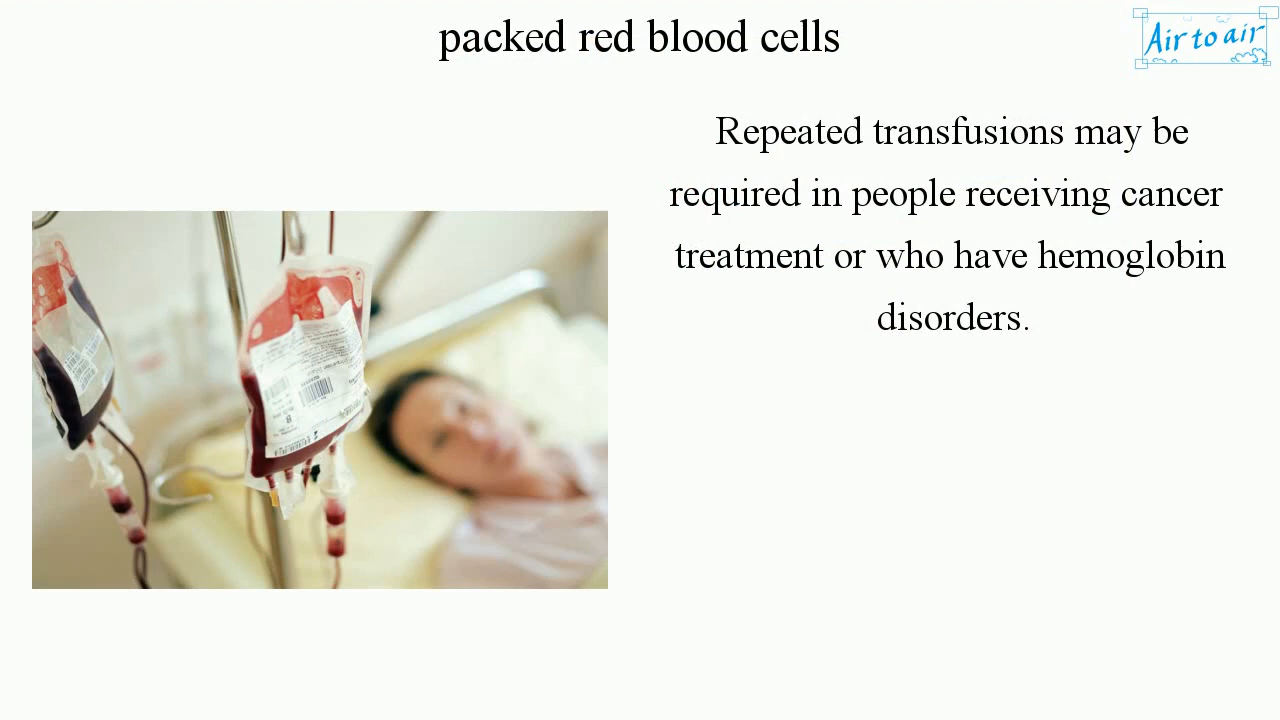 packed red blood cells
Air to air
Repeated transfusions may be
required in people receiving cancer
treatment or who have hemoglobin
disorders.
B